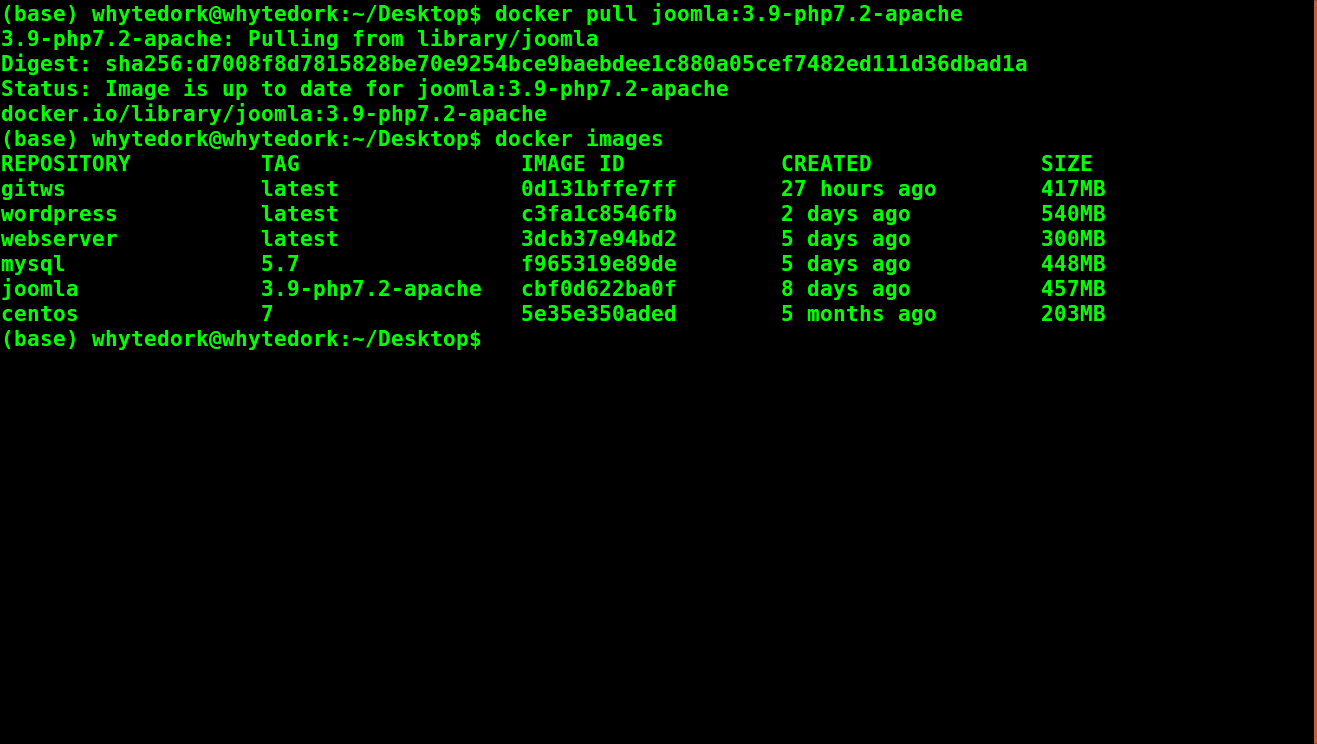 (base) whytedork@whytedork:~/Desktop$ docker pull joomla:3.9-php7.2-apache
3.9-php7.2-apache: Pulling from library/joomla
Digest: sha256:d7008f8d7815828be70e9254bce9baebdee1c880a05cef7482ed111d36dbad1a
Status: Image is up to date for joomla:3.9-php7.2-apache
docker.io/library/joomla:3.9-php7.2-apache
(base) whytedork@whytedork:~/Desktop$ docker images
REPOSITORY          TAG                 IMAGE ID            CREATED             SIZE
gitws               latest              0d131bffe7ff        27 hours ago        417MB
wordpress           latest              c3fa1c8546fb        2 days ago          540MB
webserver           latest              3dcb37e94bd2        5 days ago          300MB
mysql               5.7                 f965319e89de        5 days ago          448MB
joomla              3.9-php7.2-apache   cbf0d622ba0f        8 days ago          457MB
centos              7                   5e35e350aded        5 months ago        203MB
(base) whytedork@whytedork:~/Desktop$